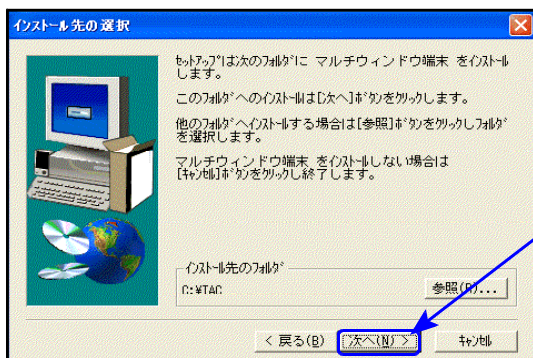 インストール先の選択
セットアップは次のフォルダに マルチウィンドウ端末 をインストール
します。
このフォルダへのインストールは[次へ]ボタンをクリックします。
他のフォルダへインストールする場合は[参照]ボタンをクリックしフォルダ
を選択します。
マルチウィンドウ端末 をインストールしない場合は
[キャンセル]ボタンをクリックし終了します。
インストール先のフォルダ
C:¥TAC
参照(R)...
< 戻る(B)
次へ(N) >
キャンセル